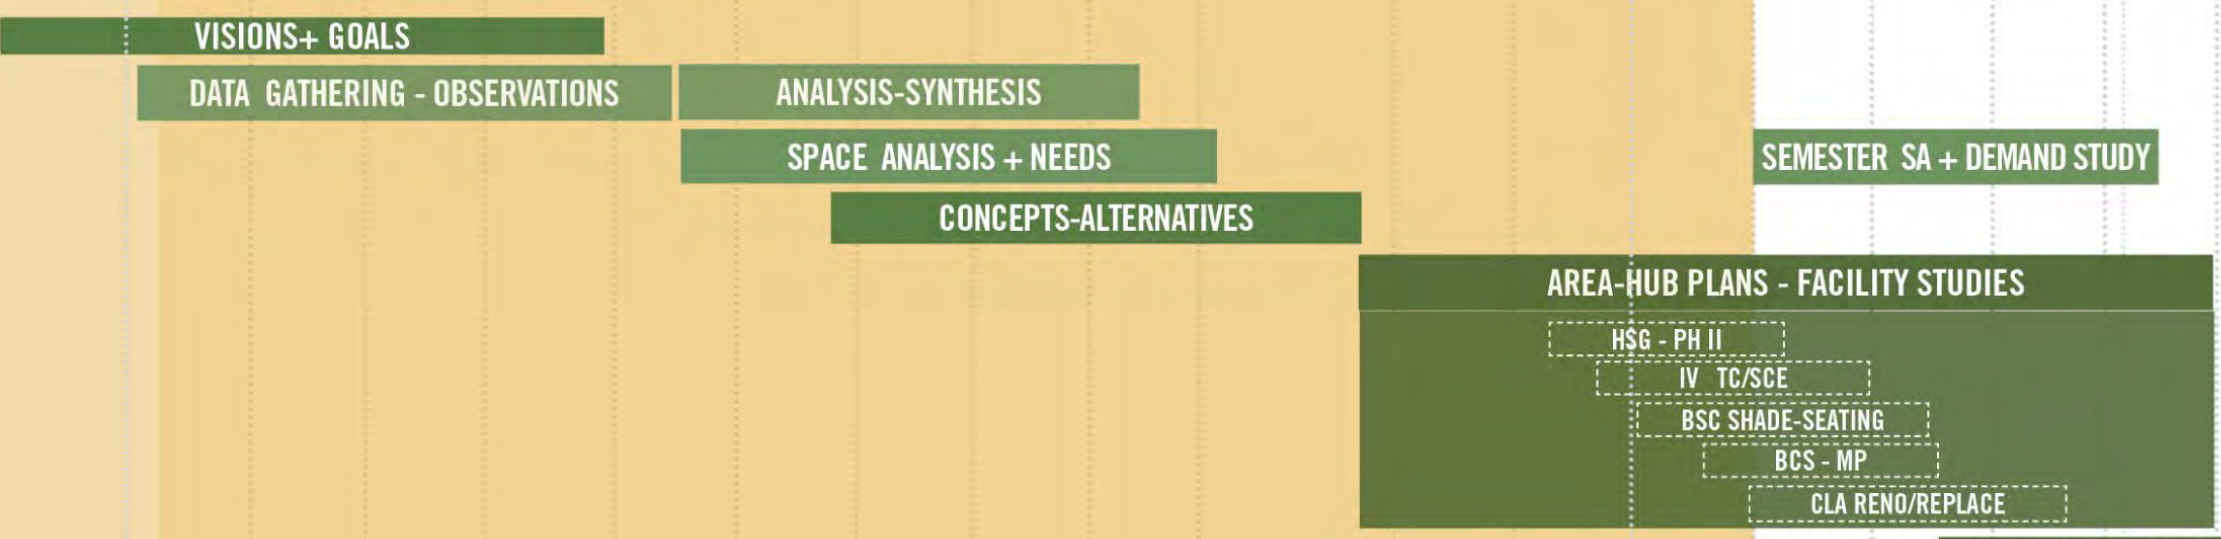 VISIONS+ GOALS
DATA GATHERING - OBSERVATIONS
ANALYSIS-SYNTHESIS
SPACE ANALYSIS + NEEDS
SEMESTER SA + DEMAND STUDY
CONCEPTS-ALTERNATIVES
AREA-HUB PLANS - FACILITY STUDIES
HSG - PH II
IV TC/SCE
BSC SHADE-SEATING
BCS - MP
CLA RENO/REPLACE